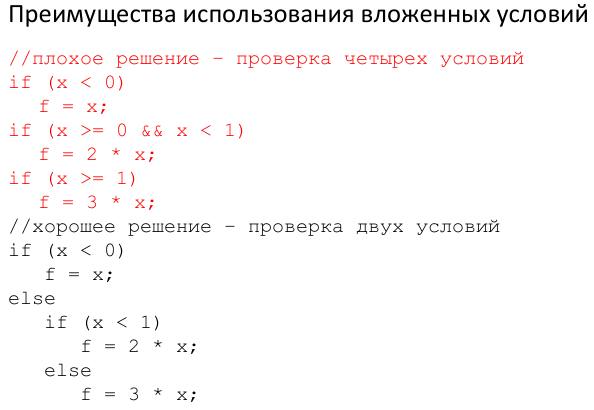 Преимущества использования вложенных условий
//плохое решение – проверка четырех условий
if (x < 0)
f = x;
if (x >= 0 && x < 1)
f = 2 * x;
if (x >= 1)
f = 3 * x;
//хорошее решение – проверка двух условий
if (x < 0)
f = x;
else
if (x < 1)
f = 2 * x;
else
f = 3 * x;